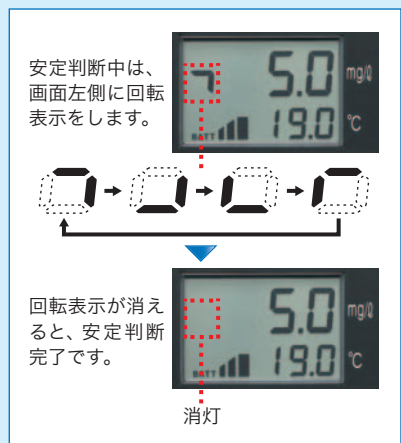 安定判断中は、
画面左側に回転
表示をします。
5.0 mg/ℓ
BATT 19.0 ℃
回転表示が消え
ると、安定判断
完了です。
5.0 mg/ℓ
BATT 19.0 ℃
消灯